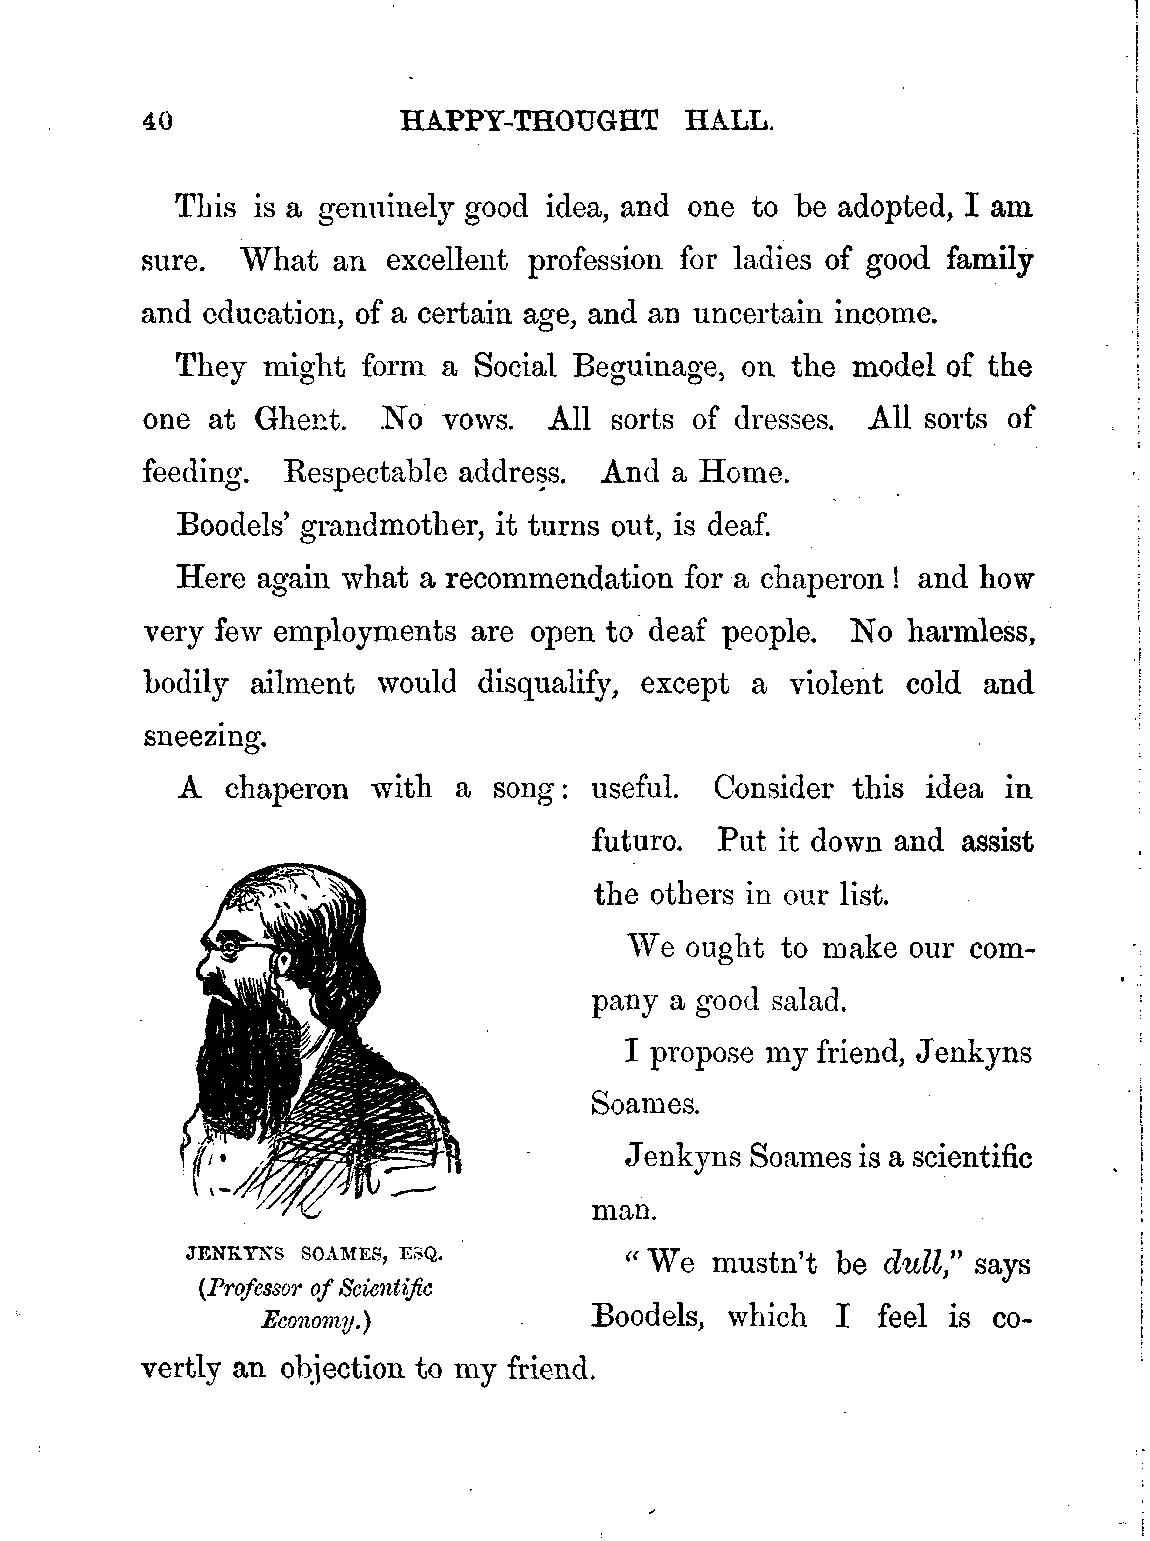 40 HAPPY-THOUGHT HALL.
This is a genuinely good idea, and one to be adopted, I am
sure. What an excellent profession for ladies of good family
and education, of a certain age, and an uncertain income.
They might form a Social Beguinage, on the model of the
one at Ghent. No vows. All sorts of dresses. All sorts of
feeding. Respectable address. And a Home.
Boodels' grandmother, it turns out, is deaf.
Here again what a recommendation for a chaperon! and how
very few employments are open to deaf people. No harmless,
bodily ailment would disqualify, except a violent cold and
sneezing.
A chaperon with a song: useful. Consider this idea in
futuro. Put it down and assist
the others in our list.
We ought to make our com-
pany a good salad.
I propose my friend, Jenkyns
Soames.
Jenkyns Soames is a scientific
man.
"We mustn't be dull," says
Boodels, which I feel is co-
vertly an objection to my friend.
JENKYNS SOAMES, ESQ.
(Professor of Scientific
Economy.)